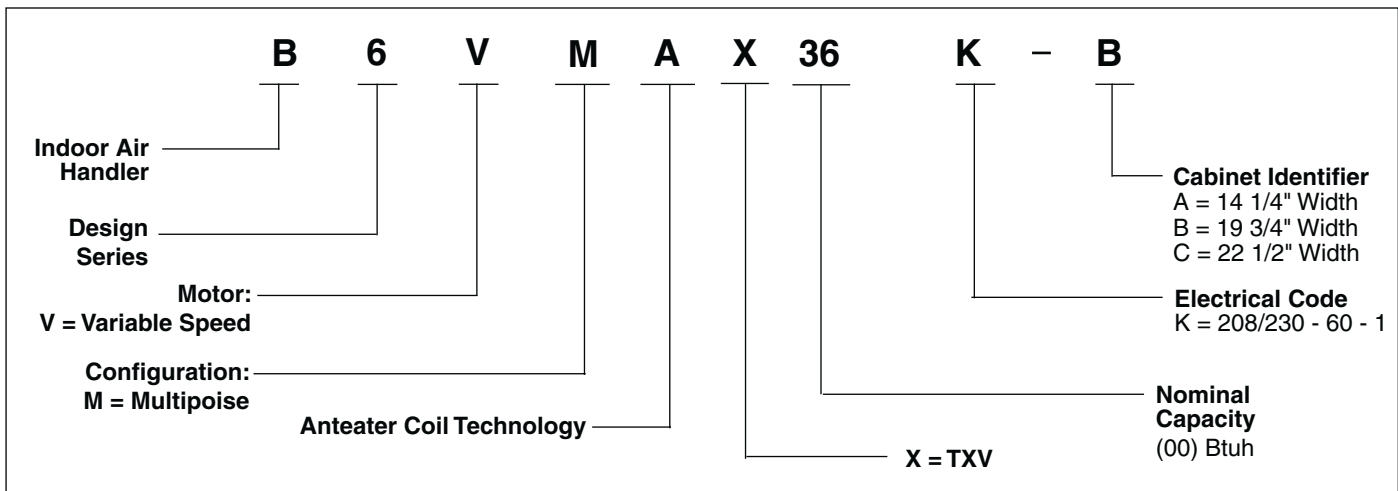 B 6 V M A X 36 K – B
Indoor Air
Handler
Design
Series
Motor:
V = Variable Speed
Configuration:
M = Multipoise
Anteater Coil Technology
X = TXV
Nominal
Capacity
(00) Btuh
Electrical Code
K = 208/230 - 60 - 1
Cabinet Identifier
A = 14 1/4" Width
B = 19 3/4" Width
C = 22 1/2" Width